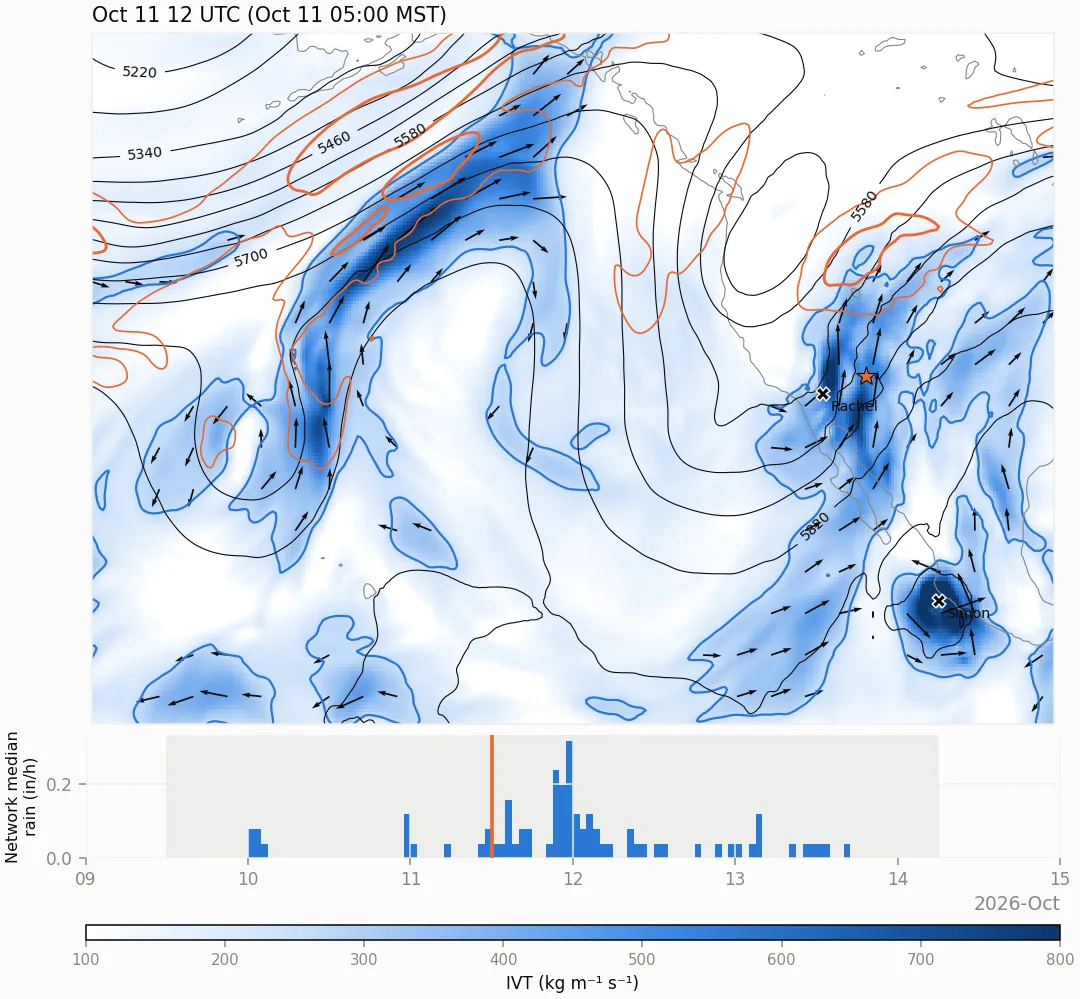 Oct 11 12 UTC (Oct 11 05:00 MST)
5220
5460
5580
5340
5580
5700
Rachel
5820
Simon
Network median
rain (in/h)
0.2
0.0
09 10 11 12 13 14 15
2026-Oct
100 200 300 400 500 600 700 800
IVT (kg m⁻¹ s⁻¹)